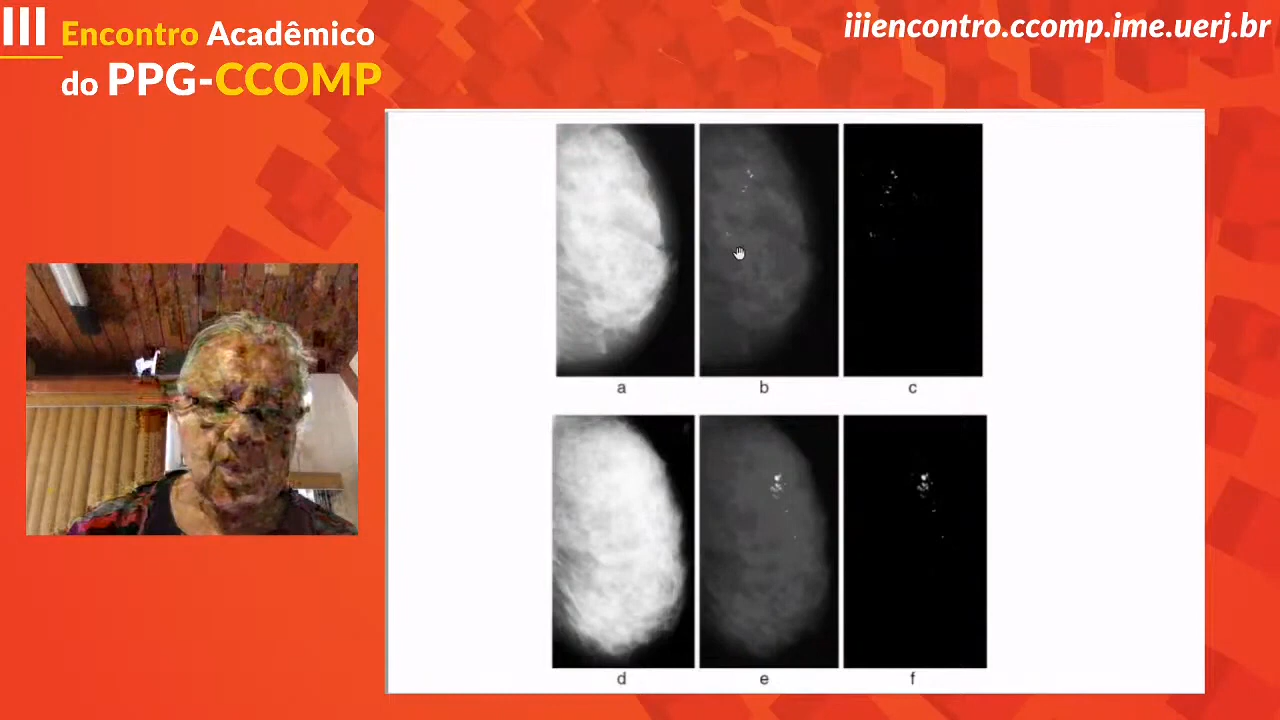 III Encontro Acadêmico
do PPG-CCOMP
iiiencontro.ccomp.ime.uerj.br
a b c
d e f